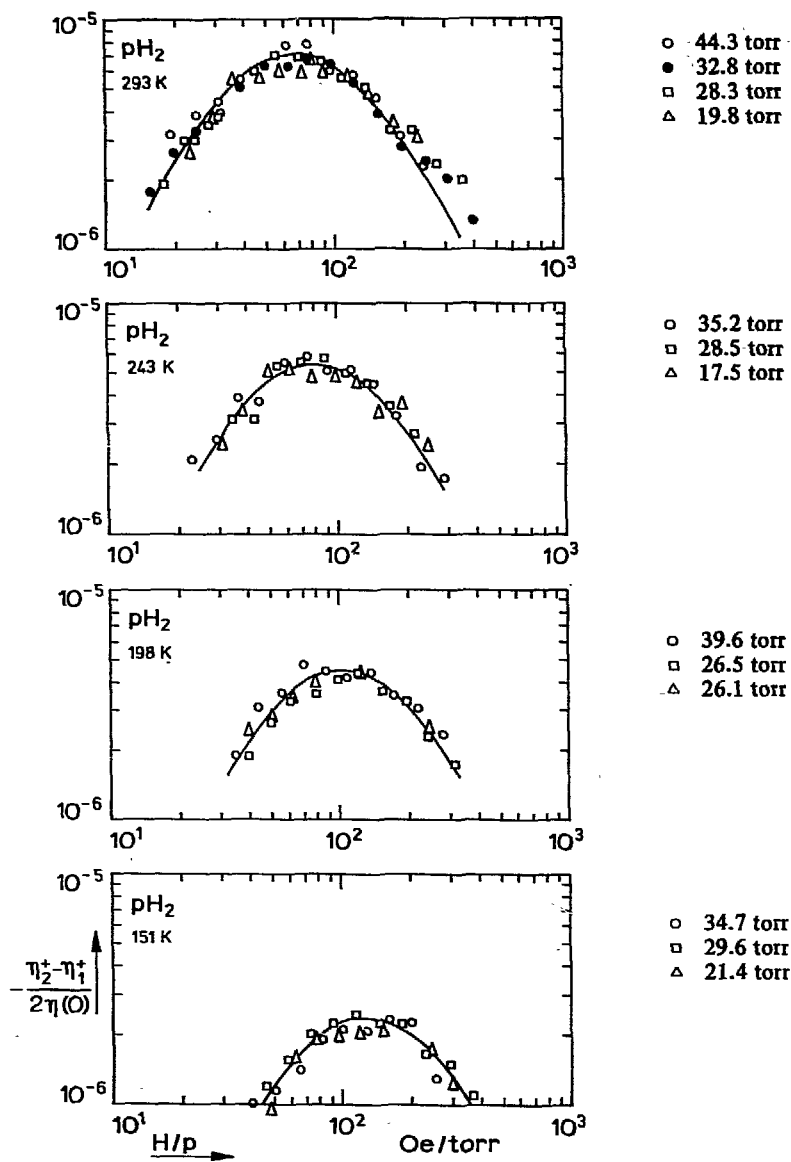 10⁻⁵
pH₂
293 K
10⁻⁶
10¹ 10² 10³
○ 44.3 torr
● 32.8 torr
□ 28.3 torr
△ 19.8 torr
10⁻⁵
pH₂
243 K
10⁻⁶
10¹ 10² 10³
○ 35.2 torr
□ 28.5 torr
△ 17.5 torr
10⁻⁵
pH₂
198 K
10⁻⁶
10¹ 10² 10³
○ 39.6 torr
□ 26.5 torr
△ 26.1 torr
10⁻⁵
pH₂
151 K
-(η₂⁺-η₁⁺)/2η(0)
10⁻⁶
10¹ 10² 10³
H/p Oe/torr
○ 34.7 torr
□ 29.6 torr
△ 21.4 torr